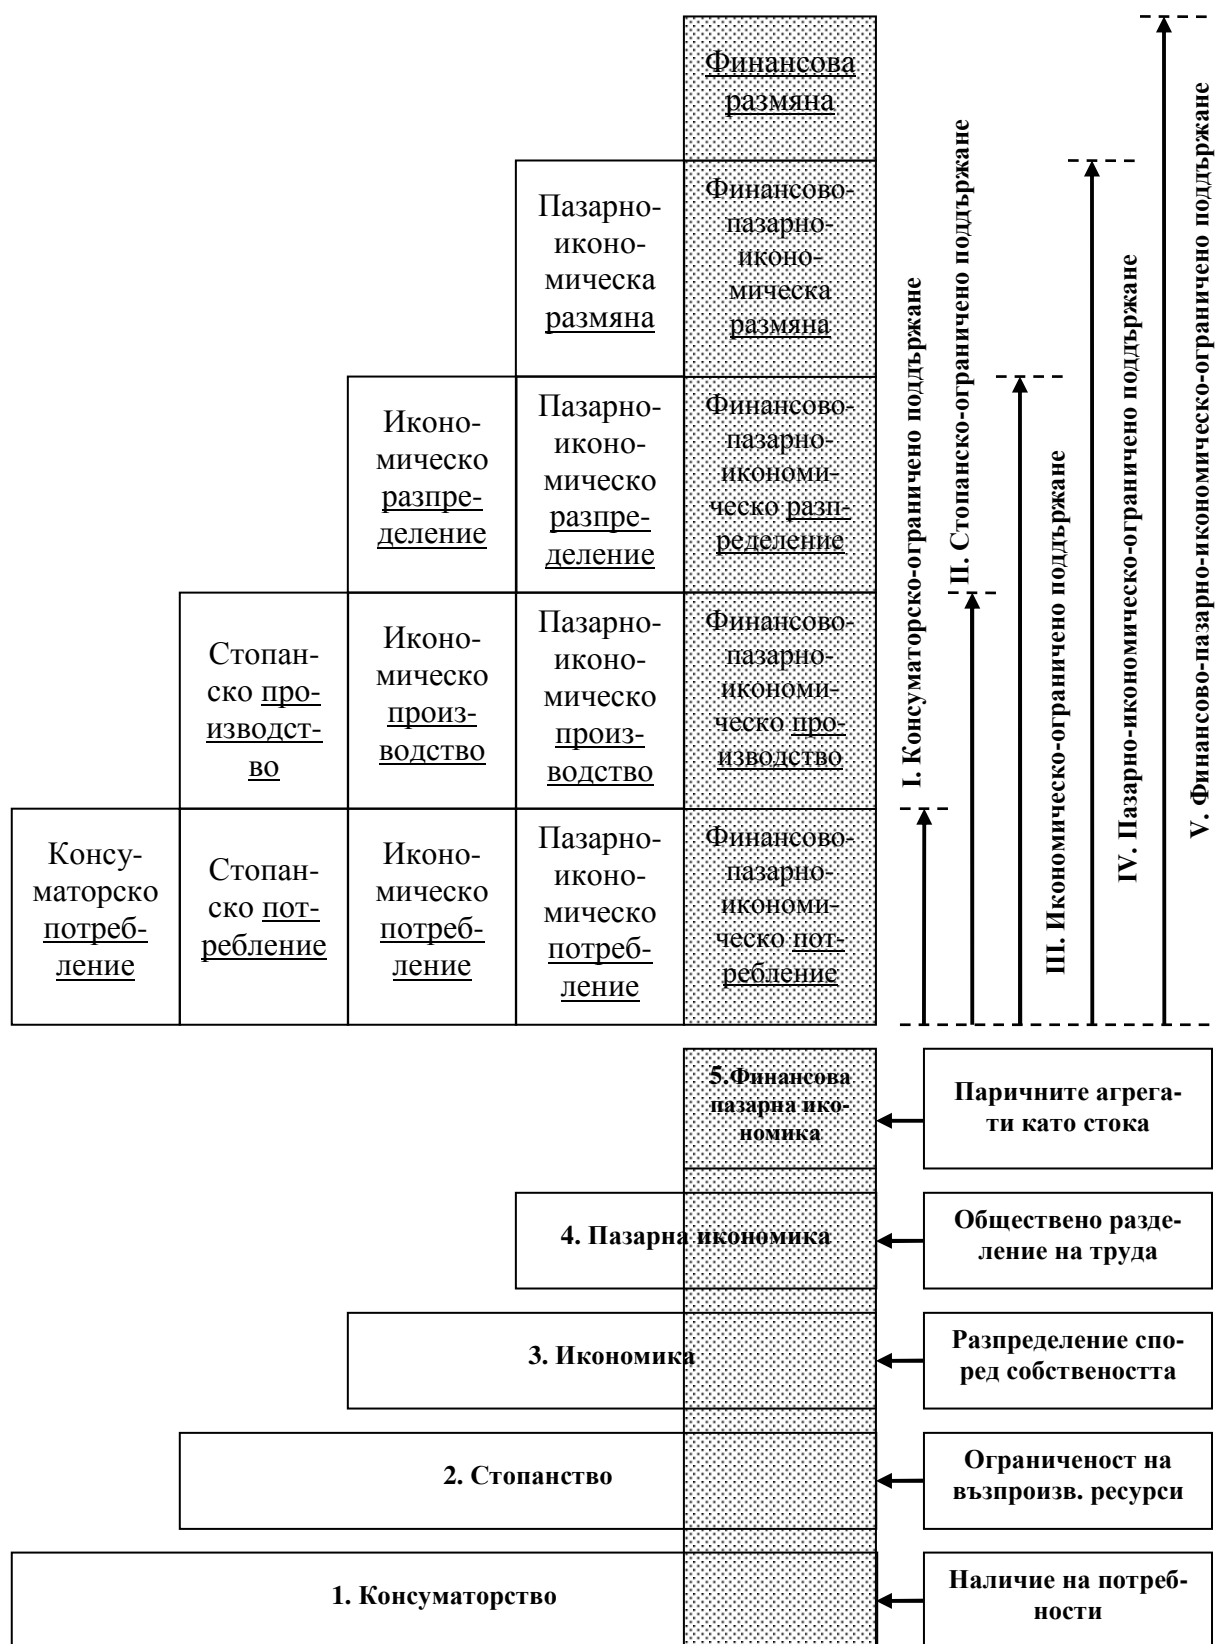 Финансова
размяна
Пазарно-
иконо-
мическа
размяна
Финансово-
пазарно-
иконо-
мическа
размяна
Иконо-
мическо
разпре-
деление
Пазарно-
иконо-
мическо
разпре-
деление
Финансово-
пазарно-
икономи-
ческо разп-
ределение
Стопан-
ско про-
изводст-
во
Иконо-
мическо
произ-
водство
Пазарно-
иконо-
мическо
произ-
водство
Финансово-
пазарно-
икономи-
ческо про-
изводство
Консу-
маторско
потреб-
ление
Стопан-
ско пот-
ребление
Иконо-
мическо
потреб-
ление
Пазарно-
иконо-
мическо
потреб-
ление
Финансово-
пазарно-
икономи-
ческо пот-
ребление
I. Консуматорско-ограничено поддържане
II. Стопанско-ограничено поддържане
III. Икономическо-ограничено поддържане
IV. Пазарно-икономическо-ограничено поддържане
V. Финансово-пазарно-икономическо-ограничено поддържане
5.Финансова
пазарна ико-
номика
Паричните агрега-
ти като стока
4. Пазарна икономика
Обществено разде-
ление на труда
3. Икономика
Разпределение спо-
ред собствеността
2. Стопанство
Ограниченост на
възпроизв. ресурси
1. Консуматорство
Наличие на потреб-
ности